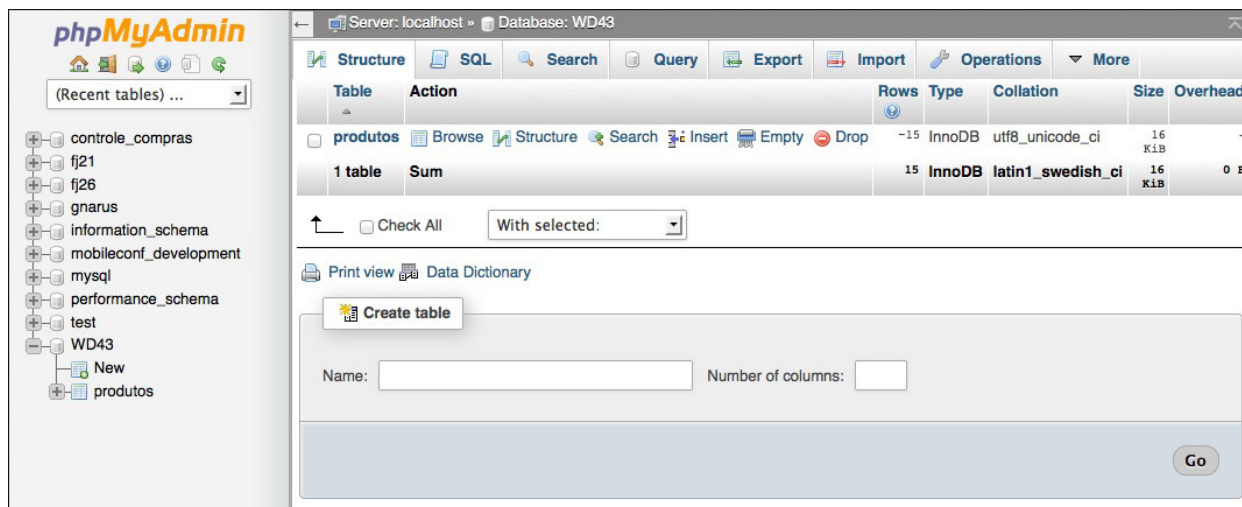 phpMyAdmin
(Recent tables) ...
controle_compras
fj21
fj26
gnarus
information_schema
mobileconf_development
mysql
performance_schema
test
WD43
New
produtos
Server: localhost » Database: WD43
Structure SQL Search Query Export Import Operations More
Table Action Rows Type Collation Size Overhead
produtos Browse Structure Search Insert Empty Drop ~15 InnoDB utf8_unicode_ci 16 KiB -
1 table Sum 15 InnoDB latin1_swedish_ci 16 KiB 0
Check All With selected:
Print view Data Dictionary
Create table
Name: Number of columns:
Go